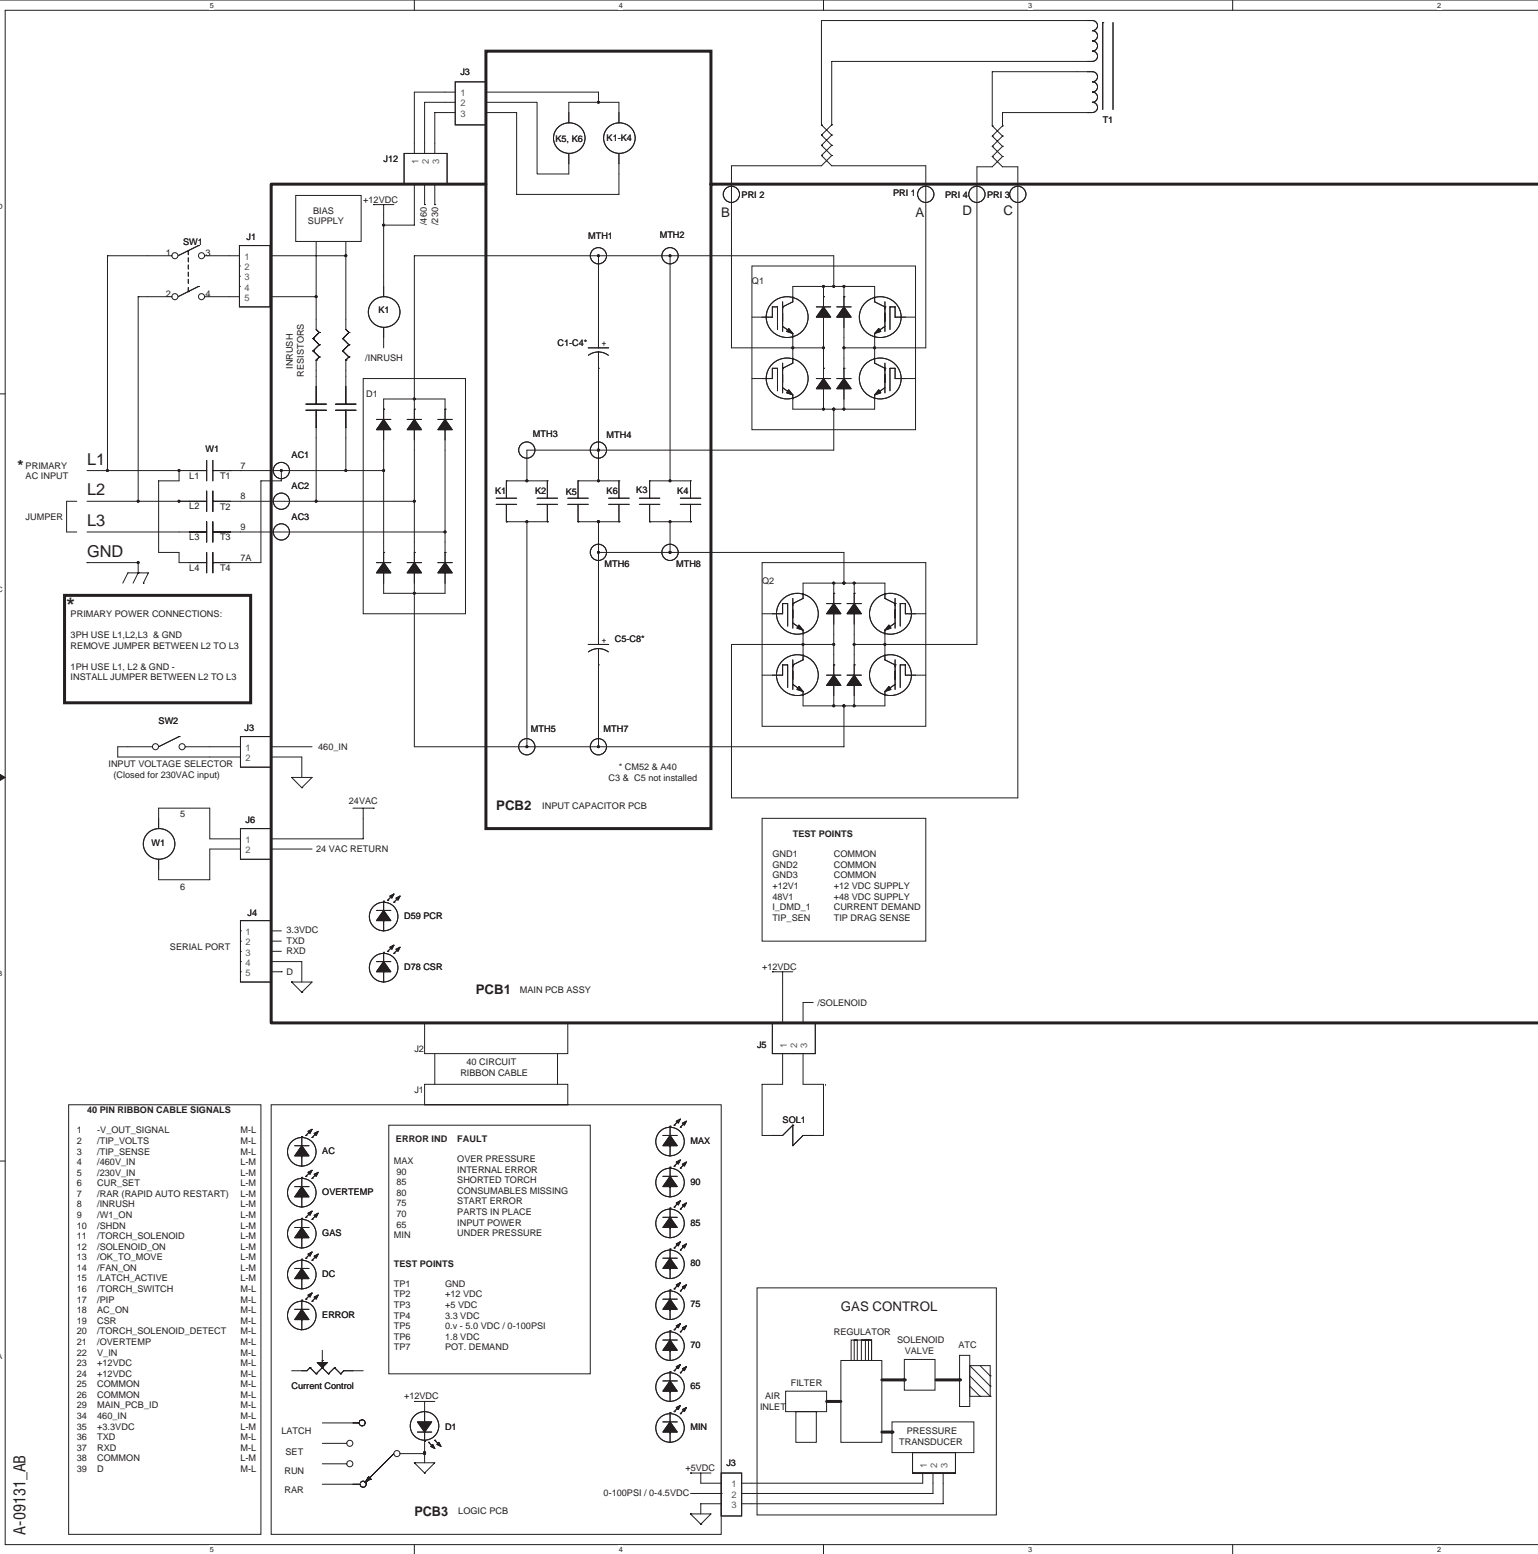 5
4
3
2
T1
J3
1
2
3
K5, K6
K1-K4
J12
1 2 3
+12VDC
/460
/230
BIAS
SUPPLY
PRI 2
B
PRI 1
A
PRI 4
D
PRI 3
C
SW1
1
3
2
4
J1
1
2
3
4
5
MTH1
MTH2
K1
/INRUSH
INRUSH
RESISTORS
Q1
C1-C4*
+
D1
MTH3
MTH4
* PRIMARY
AC INPUT
L1
L2
L3
GND
JUMPER
W1
L1
T1
7
L2
T2
8
L3
T3
9
L4
T4
7A
AC1
AC2
AC3
K1
K2
K5
K6
K3
K4
MTH6
MTH8
Q2
C5-C8*
+
*
PRIMARY POWER CONNECTIONS:
3PH USE L1,L2,L3 & GND
REMOVE JUMPER BETWEEN L2 TO L3
1PH USE L1, L2 & GND -
INSTALL JUMPER BETWEEN L2 TO L3
SW2
INPUT VOLTAGE SELECTOR
(Closed for 230VAC input)
J3
1
2
460_IN
MTH5
MTH7
* CM52 & A40
C3 & C5 not installed
PCB2 INPUT CAPACITOR PCB
W1
5
6
J6
1
2
24VAC
24 VAC RETURN
TEST POINTS
GND1 COMMON
GND2 COMMON
GND3 COMMON
+12V1 +12 VDC SUPPLY
48V1 +48 VDC SUPPLY
I_DMD_1 CURRENT DEMAND
TIP_SEN TIP DRAG SENSE
D59 PCR
D78 CSR
SERIAL PORT
J4
1
2
3
4
5
3.3VDC
TXD
RXD
D
PCB1 MAIN PCB ASSY
+12VDC
/SOLENOID
J5
1 2 3
SOL1
J2
40 CIRCUIT
RIBBON CABLE
J1
40 PIN RIBBON CABLE SIGNALS
1 -V_OUT_SIGNAL M-L
2 /TIP_VOLTS M-L
3 /TIP_SENSE M-L
4 /460V_IN L-M
5 /230V_IN L-M
6 CUR_SET L-M
7 /RAR (RAPID AUTO RESTART) L-M
8 /INRUSH L-M
9 /W1_ON L-M
10 /SHDN L-M
11 /TORCH_SOLENOID L-M
12 /SOLENOID_ON L-M
13 /OK_TO_MOVE L-M
14 /FAN_ON L-M
15 /LATCH_ACTIVE L-M
16 /TORCH_SWITCH M-L
17 /PIP M-L
18 AC_ON M-L
19 CSR M-L
20 /TORCH_SOLENOID_DETECT M-L
21 /OVERTEMP M-L
22 V_IN M-L
23 +12VDC M-L
24 +12VDC M-L
25 COMMON M-L
26 COMMON M-L
29 MAIN_PCB_ID M-L
34 460_IN M-L
35 +3.3VDC L-M
36 TXD M-L
37 RXD M-L
38 COMMON L-M
39 D M-L
AC
OVERTEMP
GAS
DC
ERROR
ERROR IND FAULT
MAX OVER PRESSURE
90 INTERNAL ERROR
85 SHORTED TORCH
80 CONSUMABLES MISSING
75 START ERROR
70 PARTS IN PLACE
65 INPUT POWER
MIN UNDER PRESSURE
TEST POINTS
TP1 GND
TP2 +12 VDC
TP3 +5 VDC
TP4 3.3 VDC
TP5 0.v - 5.0 VDC / 0-100PSI
TP6 1.8 VDC
TP7 POT. DEMAND
MAX
90
85
80
75
70
65
MIN
Current Control
LATCH
SET
RUN
RAR
+12VDC
D1
PCB3 LOGIC PCB
+5VDC
0-100PSI / 0-4.5VDC
J3
1
2
3
GAS CONTROL
REGULATOR
SOLENOID
VALVE
ATC
FILTER
AIR
INLET
PRESSURE
TRANSDUCER
1 2 3
A-09131_AB
5
4
3
2